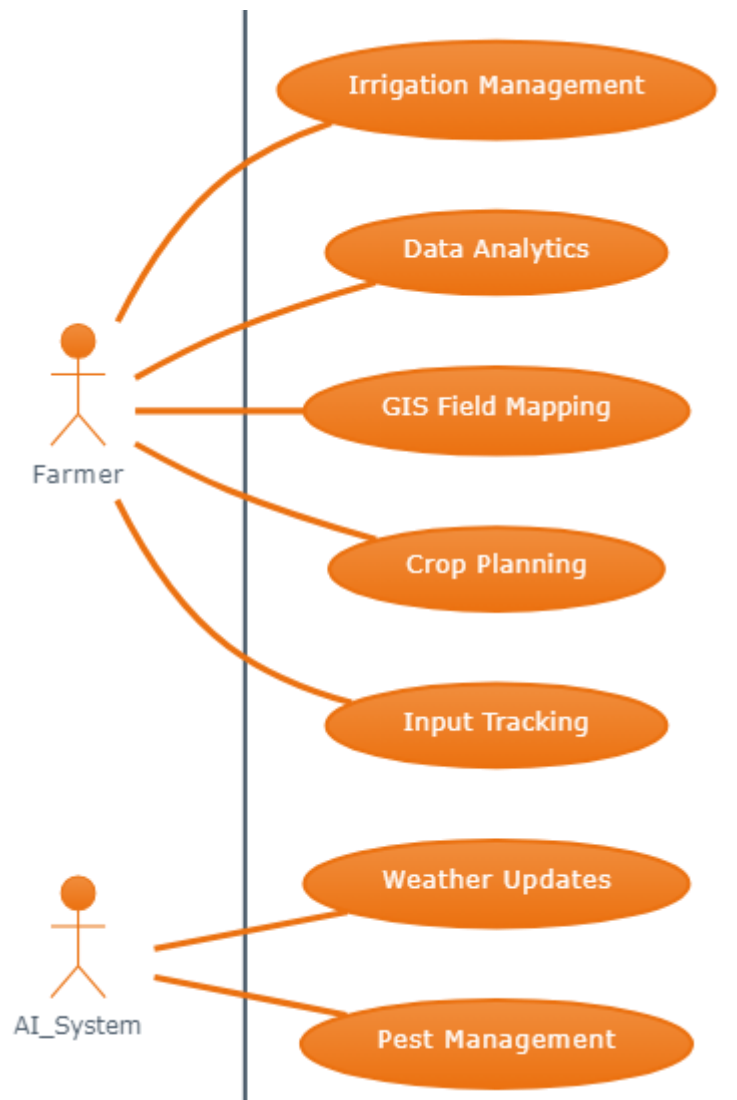 Irrigation Management
Data Analytics
GIS Field Mapping
Farmer
Crop Planning
Input Tracking
Weather Updates
AI_System
Pest Management